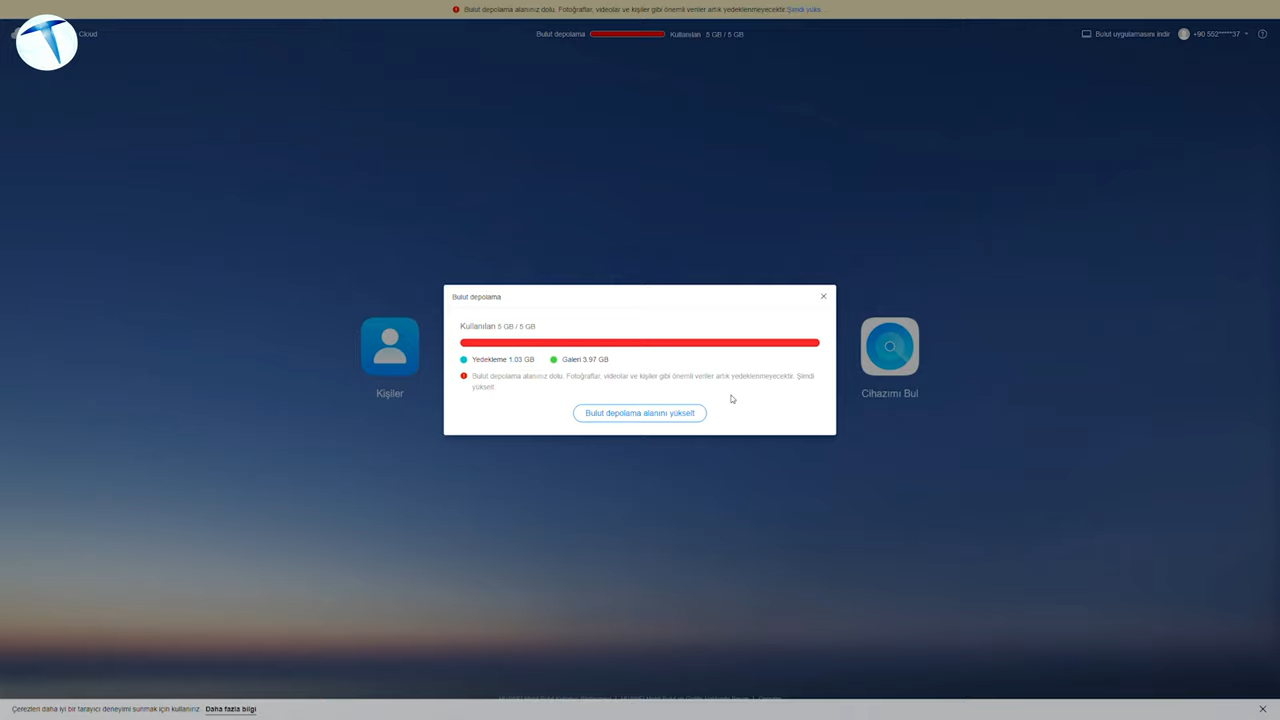 Bulut depolama alanınız dolu. Fotoğraflar, videolar ve kişiler gibi önemli veriler artık yedeklenmeyecektir.Şimdi yüks...
Cloud
Bulut depolama
Kullanılan 5 GB / 5 GB
Bulut uygulamasını indir
+90 552*****37
Bulut depolama
Kullanılan 5 GB / 5 GB
Yedekleme 1.03 GB
Galeri 3.97 GB
Bulut depolama alanınız dolu. Fotoğraflar, videolar ve kişiler gibi önemli veriler artık yedeklenmeyecektir. Şimdi
yükselt
Bulut depolama alanını yükselt
Kişiler
Cihazımı Bul
Çerezleri daha iyi bir tarayıcı deneyimi sunmak için kullanırız. Daha fazla bilgi